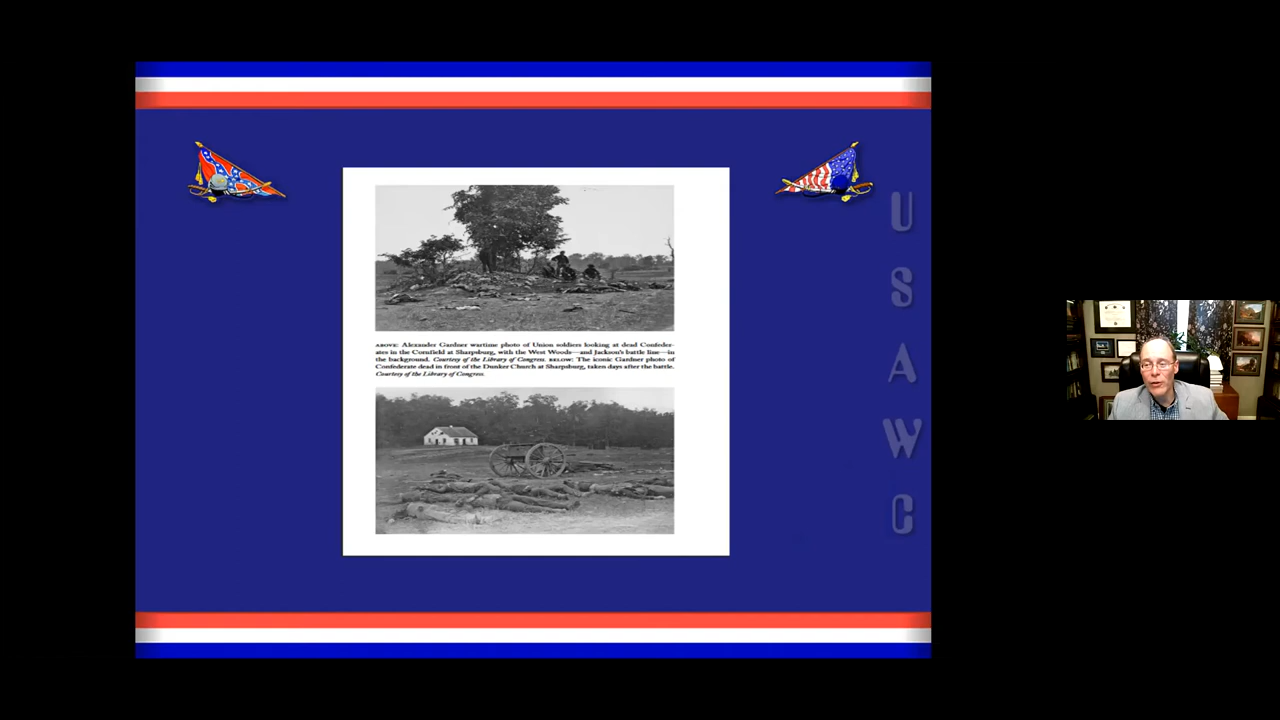 ABOVE: Alexander Gardner wartime photo of Union soldiers looking at dead Confeder-
ates in the Cornfield at Sharpsburg, with the West Woods—and Jackson's battle line—in
the background. Courtesy of the Library of Congress. BELOW: The iconic Gardner photo of
Confederate dead in front of the Dunker Church at Sharpsburg, taken days after the battle.
Courtesy of the Library of Congress.
U
S
A
W
C